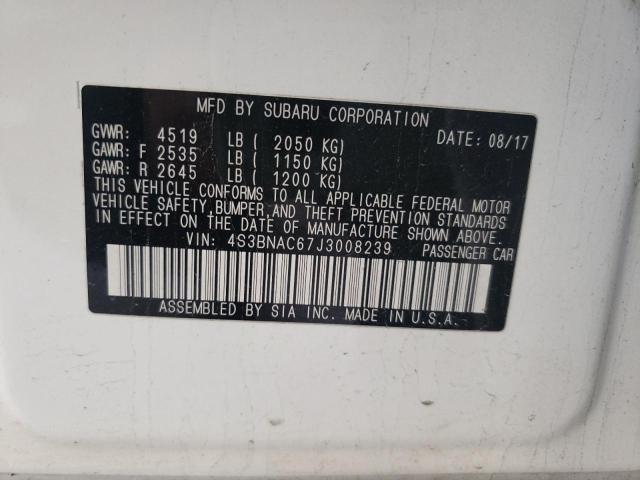 MFD BY SUBARU CORPORATION
GVWR: 4519 LB ( 2050 KG) DATE: 08/17
GAWR: F 2535 LB ( 1150 KG)
GAWR: R 2645 LB ( 1200 KG)
THIS VEHICLE CONFORMS TO ALL APPLICABLE FEDERAL MOTOR
VEHICLE SAFETY, BUMPER, AND THEFT PREVENTION STANDARDS
IN EFFECT ON THE DATE OF MANUFACTURE SHOWN ABOVE.
VIN: 4S3BNAC67J3008239 PASSENGER CAR
ASSEMBLED BY SIA INC. MADE IN U.S.A.